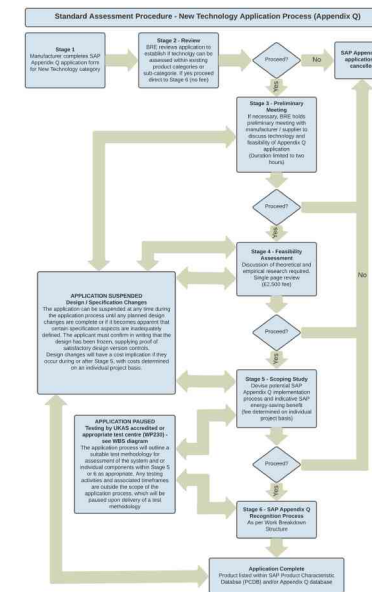 Standard Assessment Procedure - New Technology Application Process (Appendix Q)
Stage 1
Manufacturer completes SAP
Appendix Q application form
for New Technology category
Stage 2 - Review
BRE reviews application to
establish if technology can be
assessed within existing
product categories or
sub-categorie. If yes proceed
direct to Stage 6 (no fee)
Proceed?
No
SAP Appendi
application
cancelle
Yes
Stage 3 - Preliminary
Meeting
If necessary, BRE holds
preliminary meeting with
manufacturer / supplier to
discuss technology and
feasibility of Appendix Q
application
(Duration limited to two
hours)
Proceed?
Yes
Stage 4 - Feasibility
Assessment
Discussion of theoretical and
empirical research required.
Single page review
(£2,500 fee)
No
APPLICATION SUSPENDED
Design / Specification Changes
The application can be suspended at any time during
the application process until any planned design
changes are complete or if it becomes apparent that
certain specification aspects are inadequately
defined. The applicant must confirm in writing that the
design has been frozen, supplying proof of
satisfactory design version controls.
Design changes will have a cost implication if they
occur during or after Stage 5, with costs determined
on an individual project basis.
Proceed?
Yes
Stage 5 - Scoping Study
Devise potential SAP
Appendix Q implementation
process and indicative SAP
energy-saving benefit
(fee determined on individual
project basis)
APPLICATION PAUSED
Testing by UKAS accredited or
appropriate test centre (WP230) -
see WBS diagram
The application process will outline a
suitable test methodology for
assessment of the system and or
individual components within Stage 5
or 6 as appropriate. Any testing
activities and associated timeframes
are outside the scope of the
application process, which will be
paused upon delivery of a test
methodology
Proceed?
Yes
Stage 6 - SAP Appendix Q
Recognition Process
As per Work Breakdown
Structure
Application Complete
Product listed within SAP Product Characteristic
Databse (PCDB) and/or Appendix Q database